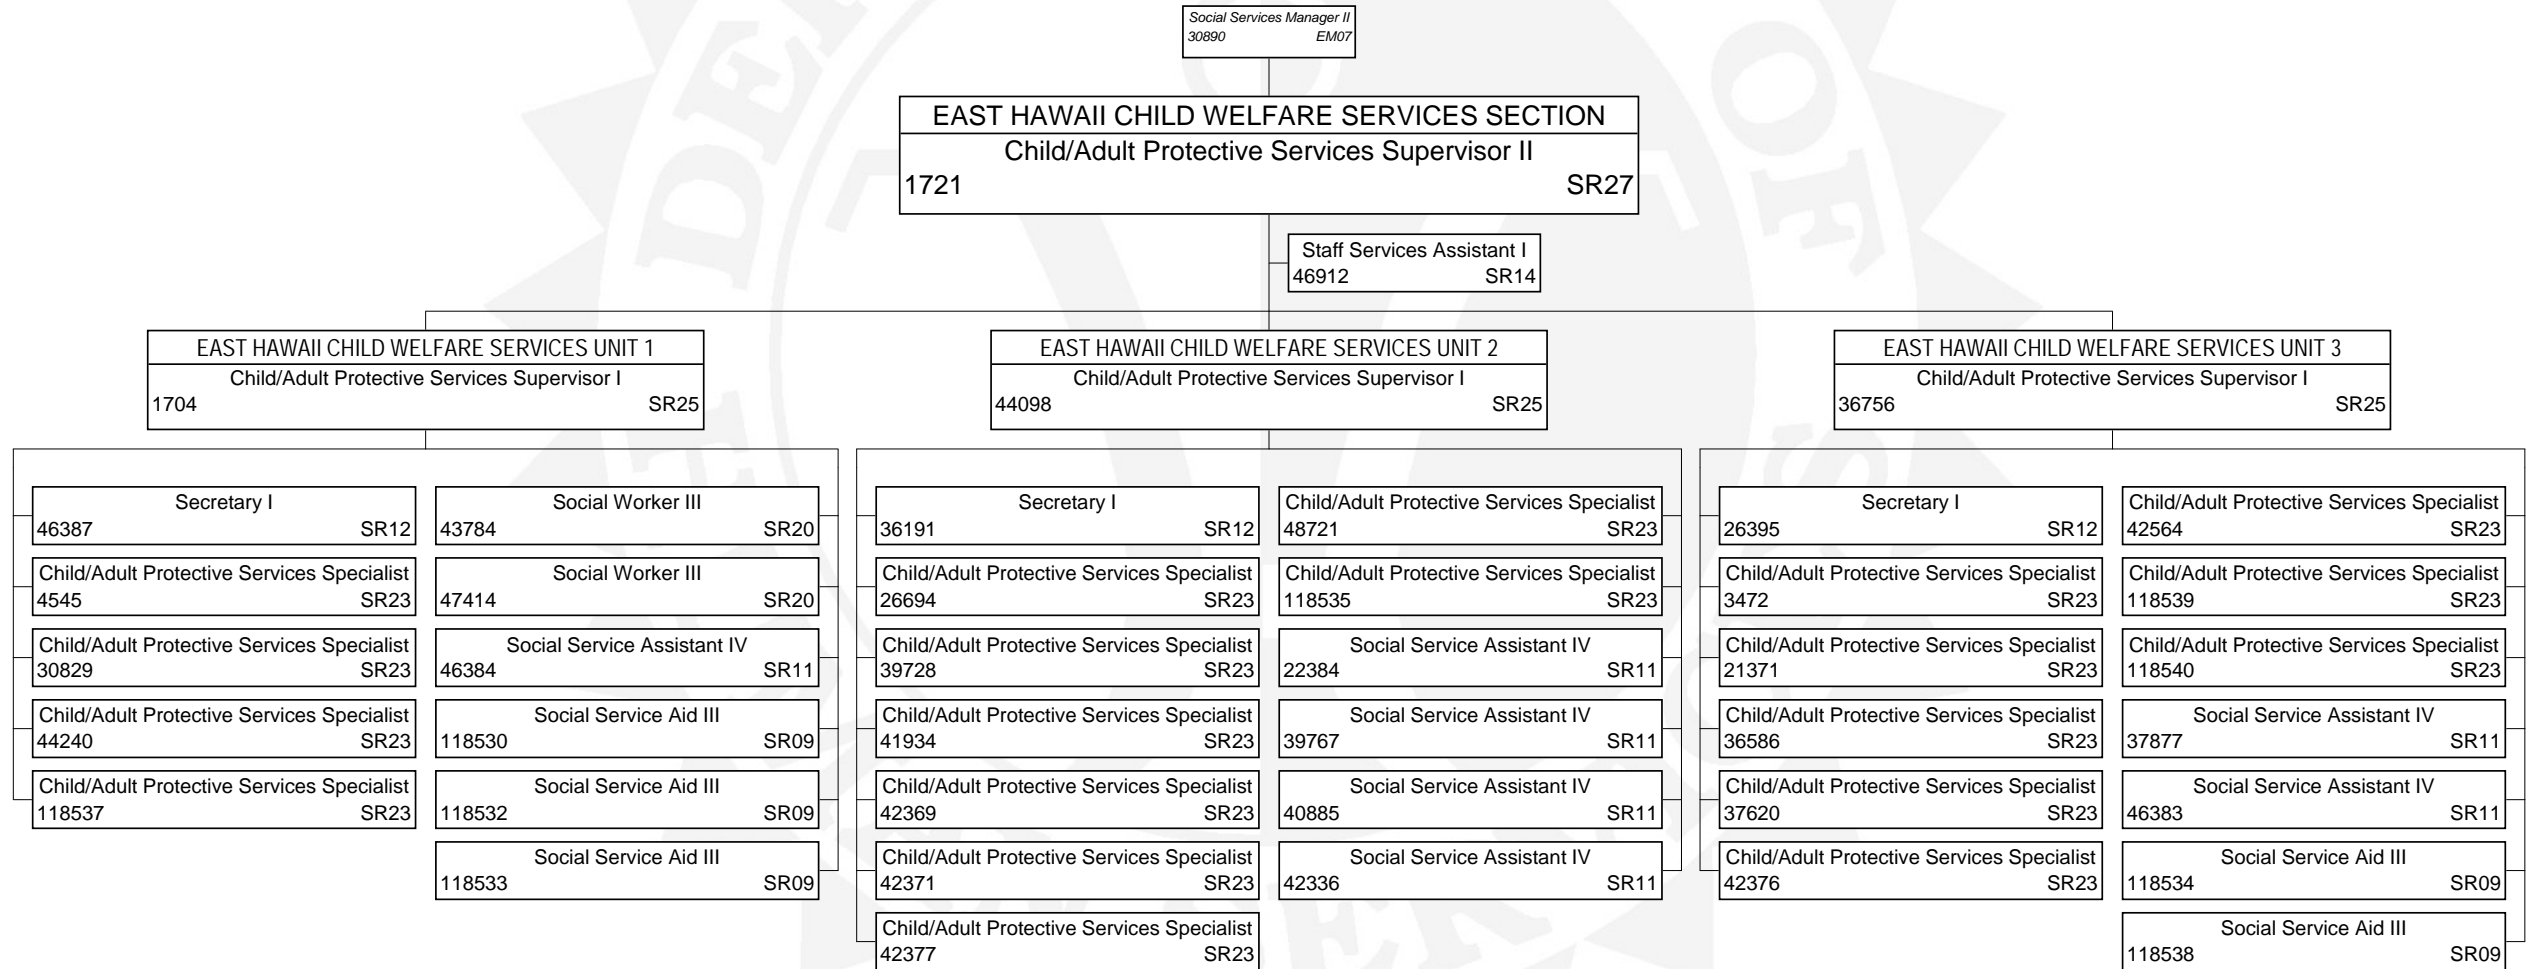 Social Services Manager II
30890 EM07
EAST HAWAII CHILD WELFARE SERVICES SECTION
Child/Adult Protective Services Supervisor II
1721 SR27
Staff Services Assistant I
46912 SR14
EAST HAWAII CHILD WELFARE SERVICES UNIT 1
Child/Adult Protective Services Supervisor I
1704 SR25
Secretary I
46387 SR12
Child/Adult Protective Services Specialist
4545 SR23
Child/Adult Protective Services Specialist
30829 SR23
Child/Adult Protective Services Specialist
44240 SR23
Child/Adult Protective Services Specialist
118537 SR23
Social Worker III
43784 SR20
Social Worker III
47414 SR20
Social Service Assistant IV
46384 SR11
Social Service Aid III
118530 SR09
Social Service Aid III
118532 SR09
Social Service Aid III
118533 SR09
EAST HAWAII CHILD WELFARE SERVICES UNIT 2
Child/Adult Protective Services Supervisor I
44098 SR25
Secretary I
36191 SR12
Child/Adult Protective Services Specialist
26694 SR23
Child/Adult Protective Services Specialist
39728 SR23
Child/Adult Protective Services Specialist
41934 SR23
Child/Adult Protective Services Specialist
42369 SR23
Child/Adult Protective Services Specialist
42371 SR23
Child/Adult Protective Services Specialist
42377 SR23
Child/Adult Protective Services Specialist
48721 SR23
Child/Adult Protective Services Specialist
118535 SR23
Social Service Assistant IV
22384 SR11
Social Service Assistant IV
39767 SR11
Social Service Assistant IV
40885 SR11
Social Service Assistant IV
42336 SR11
EAST HAWAII CHILD WELFARE SERVICES UNIT 3
Child/Adult Protective Services Supervisor I
36756 SR25
Secretary I
26395 SR12
Child/Adult Protective Services Specialist
3472 SR23
Child/Adult Protective Services Specialist
21371 SR23
Child/Adult Protective Services Specialist
36586 SR23
Child/Adult Protective Services Specialist
37620 SR23
Child/Adult Protective Services Specialist
42376 SR23
Child/Adult Protective Services Specialist
42564 SR23
Child/Adult Protective Services Specialist
118539 SR23
Child/Adult Protective Services Specialist
118540 SR23
Social Service Assistant IV
37877 SR11
Social Service Assistant IV
46383 SR11
Social Service Aid III
118534 SR09
Social Service Aid III
118538 SR09